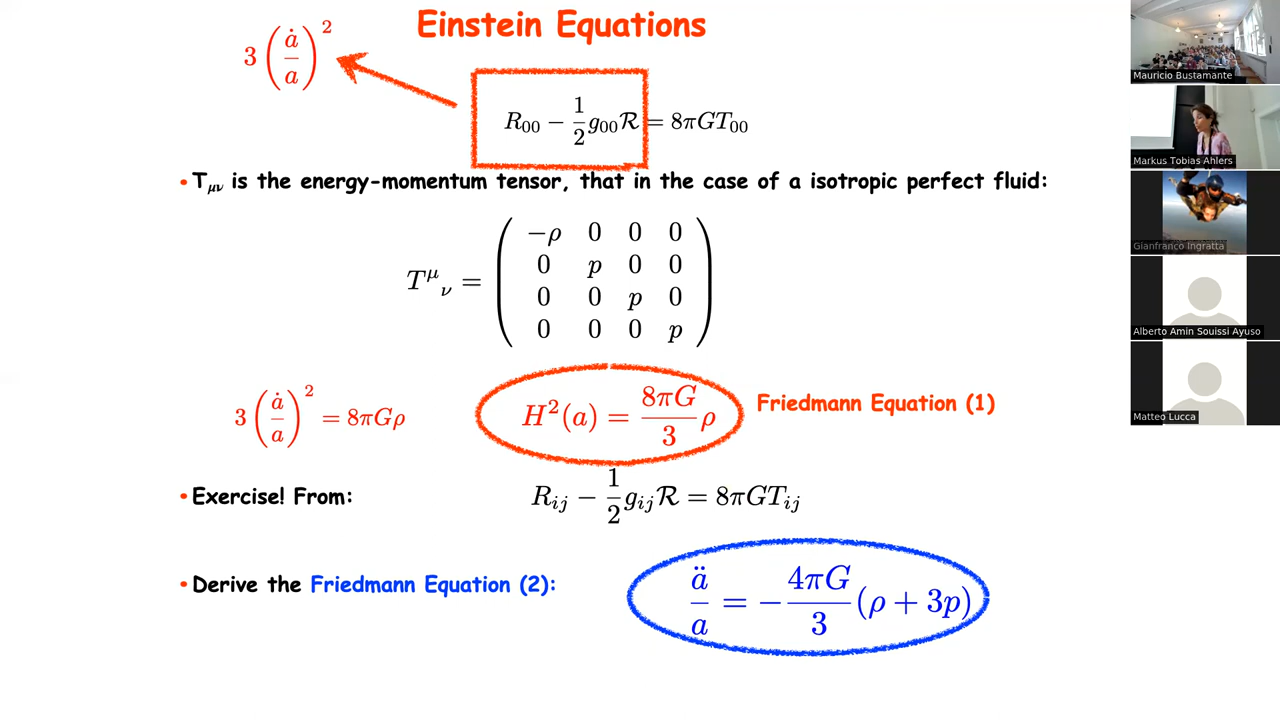 Einstein Equations
3 (ȧ/a)²
R₀₀ − 1/2 g₀₀ℛ = 8πGT₀₀
• Tμν is the energy-momentum tensor, that in the case of a isotropic perfect fluid:
T^μ_ν =
−ρ 0 0 0
0 p 0 0
0 0 p 0
0 0 0 p
3 (ȧ/a)² = 8πGρ
H²(a) = 8πG/3 ρ
Friedmann Equation (1)
• Exercise! From:
R_ij − 1/2 g_ijℛ = 8πGT_ij
• Derive the Friedmann Equation (2):
ä/a = − 4πG/3 (ρ + 3p)
Mauricio Bustamante
Markus Tobias Ahlers
Gianfranco Ingratta
Alberto Amin Souissi Ayuso
Matteo Lucca